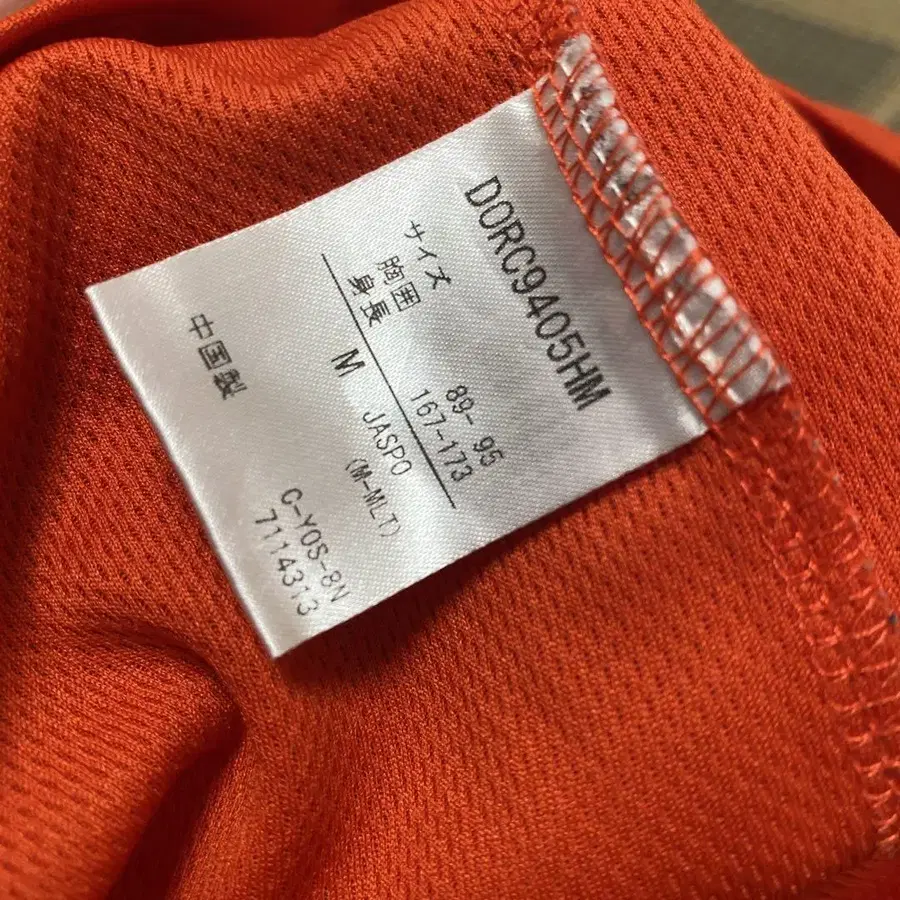 DORC9405HM
サイズ
胸囲 89- 95
身長 167-173
M JASPO
(M-MLT)
中国製
C-YOS-8N
7114313